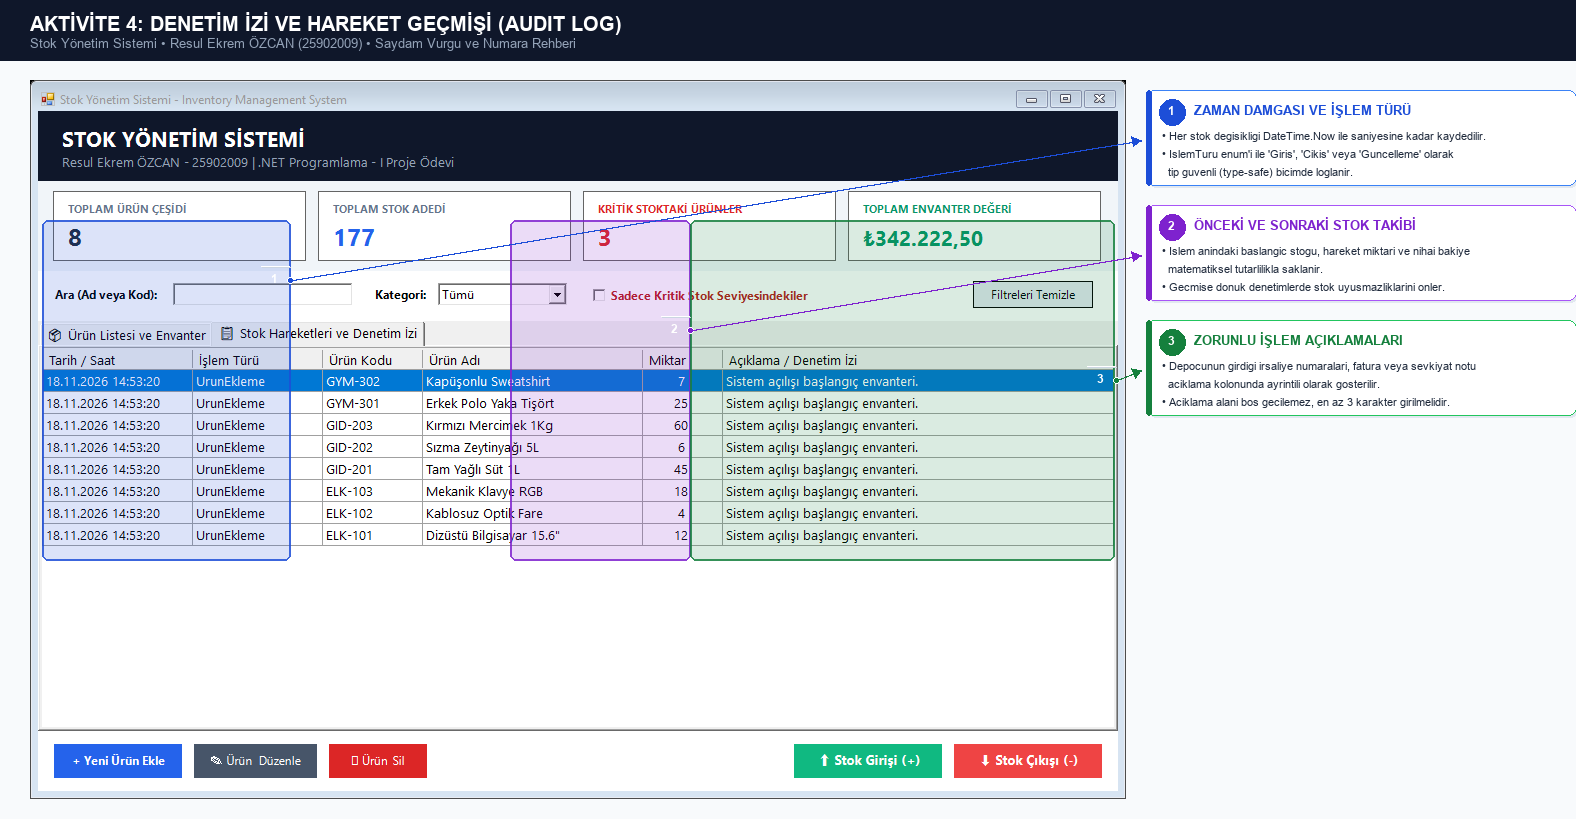 AKTİVİTE 4: DENETİM İZİ VE HAREKET GEÇMİŞİ (AUDIT LOG)
Stok Yönetim Sistemi • Resul Ekrem ÖZCAN (25902009) • Saydam Vurgu ve Numara Rehberi
Stok Yönetim Sistemi - Inventory Management System
STOK YÖNETİM SİSTEMİ
Resul Ekrem ÖZCAN - 25902009 | .NET Programlama - I Proje Ödevi
TOPLAM ÜRÜN ÇEŞİDİ
8
TOPLAM STOK ADEDİ
177
KRİTİK STOKTAKİ ÜRÜNLER
3
TOPLAM ENVANTER DEĞERİ
₺342.222,50
1
Ara (Ad veya Kod):
Kategori:
Tümü
Sadece Kritik Stok Seviyesindekiler
Filtreleri Temizle
2
Ürün Listesi ve Envanter
Stok Hareketleri ve Denetim İzi
Tarih / Saat İşlem Türü Ürün Kodu Ürün Adı Miktar Açıklama / Denetim İzi
18.11.2026 14:53:20 UrunEkleme GYM-302 Kapüşonlu Sweatshirt 7 Sistem açılışı başlangıç envanteri. 3
18.11.2026 14:53:20 UrunEkleme GYM-301 Erkek Polo Yaka Tişört 25 Sistem açılışı başlangıç envanteri.
18.11.2026 14:53:20 UrunEkleme GID-203 Kırmızı Mercimek 1Kg 60 Sistem açılışı başlangıç envanteri.
18.11.2026 14:53:20 UrunEkleme GID-202 Sızma Zeytinyağı 5L 6 Sistem açılışı başlangıç envanteri.
18.11.2026 14:53:20 UrunEkleme GID-201 Tam Yağlı Süt 1L 45 Sistem açılışı başlangıç envanteri.
18.11.2026 14:53:20 UrunEkleme ELK-103 Mekanik Klavye RGB 18 Sistem açılışı başlangıç envanteri.
18.11.2026 14:53:20 UrunEkleme ELK-102 Kablosuz Optik Fare 4 Sistem açılışı başlangıç envanteri.
18.11.2026 14:53:20 UrunEkleme ELK-101 Dizüstü Bilgisayar 15.6" 12 Sistem açılışı başlangıç envanteri.
+ Yeni Ürün Ekle
✎ Ürün Düzenle
Ürün Sil
⬆ Stok Girişi (+)
⬇ Stok Çıkışı (-)
1 ZAMAN DAMGASI VE İŞLEM TÜRÜ
• Her stok degisikligi DateTime.Now ile saniyesine kadar kaydedilir.
• IslemTuru enum'i ile 'Giris', 'Cikis' veya 'Guncelleme' olarak
tip guvenli (type-safe) bicimde loglanir.
2 ÖNCEKİ VE SONRAKİ STOK TAKİBİ
• Islem anindaki baslangic stogu, hareket miktari ve nihai bakiye
matematiksel tutarlilikla saklanir.
• Gecmise donuk denetimlerde stok uyusmazliklarini onler.
3 ZORUNLU İŞLEM AÇIKLAMALARI
• Depocunun girdigi irsaliye numaralari, fatura veya sevkiyat notu
aciklama kolonunda ayrintili olarak gosterilir.
• Aciklama alani bos gecilemez, en az 3 karakter girilmelidir.